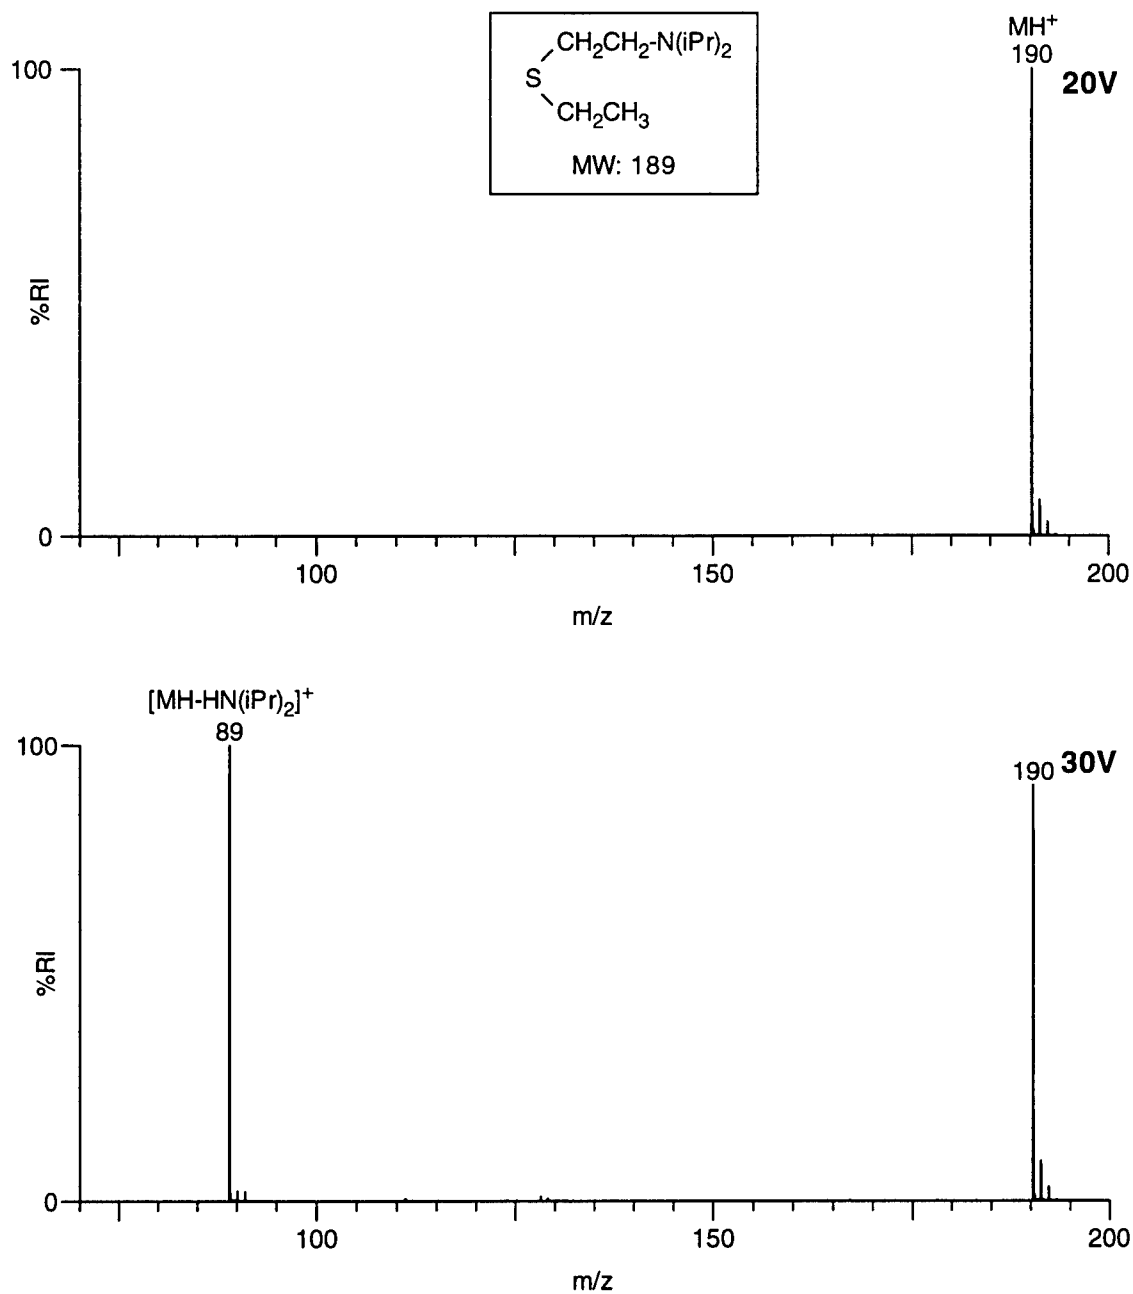 CH₂CH₂-N(iPr)₂
S
CH₂CH₃
MW: 189
MH⁺
190
20V
100
%RI
0
100 150 200
m/z
[MH-HN(iPr)₂]⁺
89
100
190 30V
%RI
0
100 150 200
m/z